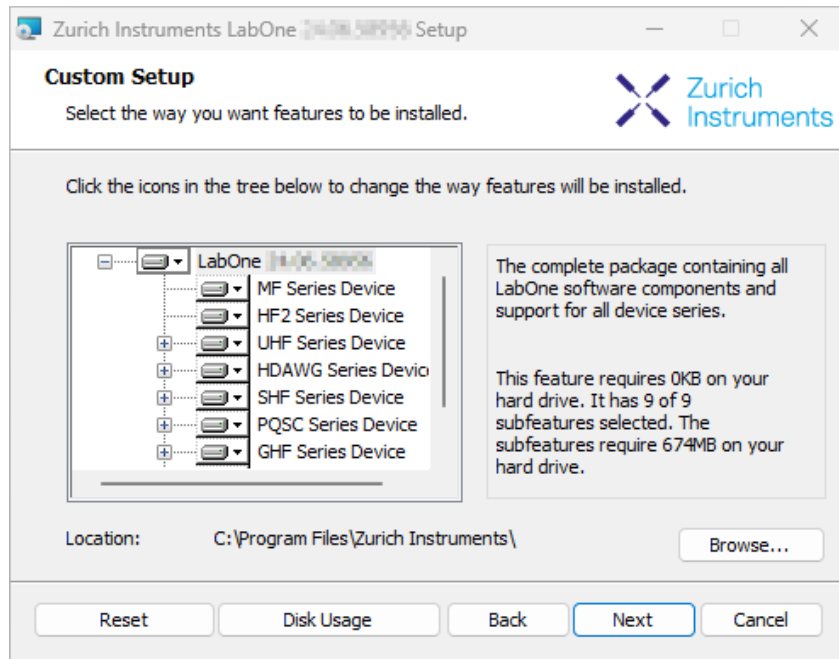 Zurich Instruments LabOne Setup
Custom Setup
Select the way you want features to be installed.
Zurich
Instruments
Click the icons in the tree below to change the way features will be installed.
LabOne
MF Series Device
HF2 Series Device
UHF Series Device
HDAWG Series Devic
SHF Series Device
PQSC Series Device
GHF Series Device
The complete package containing all
LabOne software components and
support for all device series.
This feature requires 0KB on your
hard drive. It has 9 of 9
subfeatures selected. The
subfeatures require 674MB on your
hard drive.
Location: C:\Program Files\Zurich Instruments\
Browse...
Reset Disk Usage Back Next Cancel